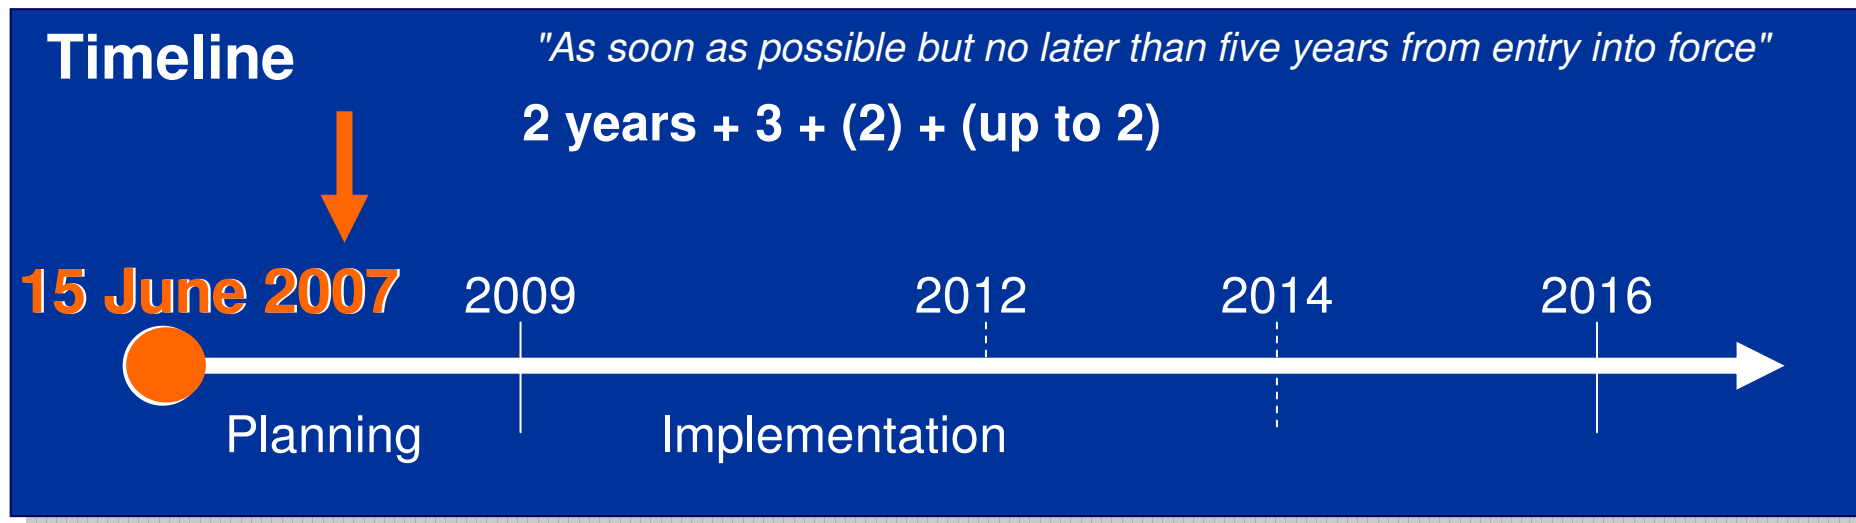 Timeline
"As soon as possible but no later than five years from entry into force"
2 years + 3 + (2) + (up to 2)
15 June 2007 2009 2012 2014 2016
Planning Implementation